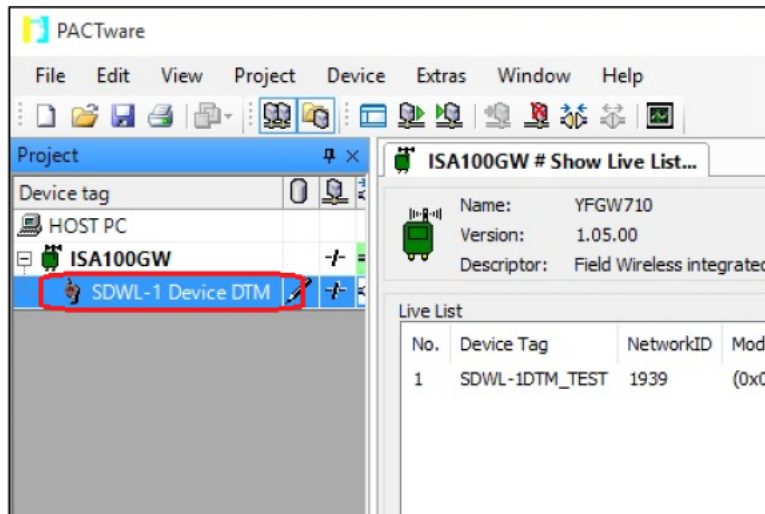 PACTware
File Edit View Project Device Extras Window Help
Project
Device tag
HOST PC
ISA100GW
SDWL-1 Device DTM
ISA100GW # Show Live List...
Name: YFGW710
Version: 1.05.00
Descriptor: Field Wireless integrated
Live List
No. Device Tag NetworkID
1 SDWL-1DTM_TEST 1939